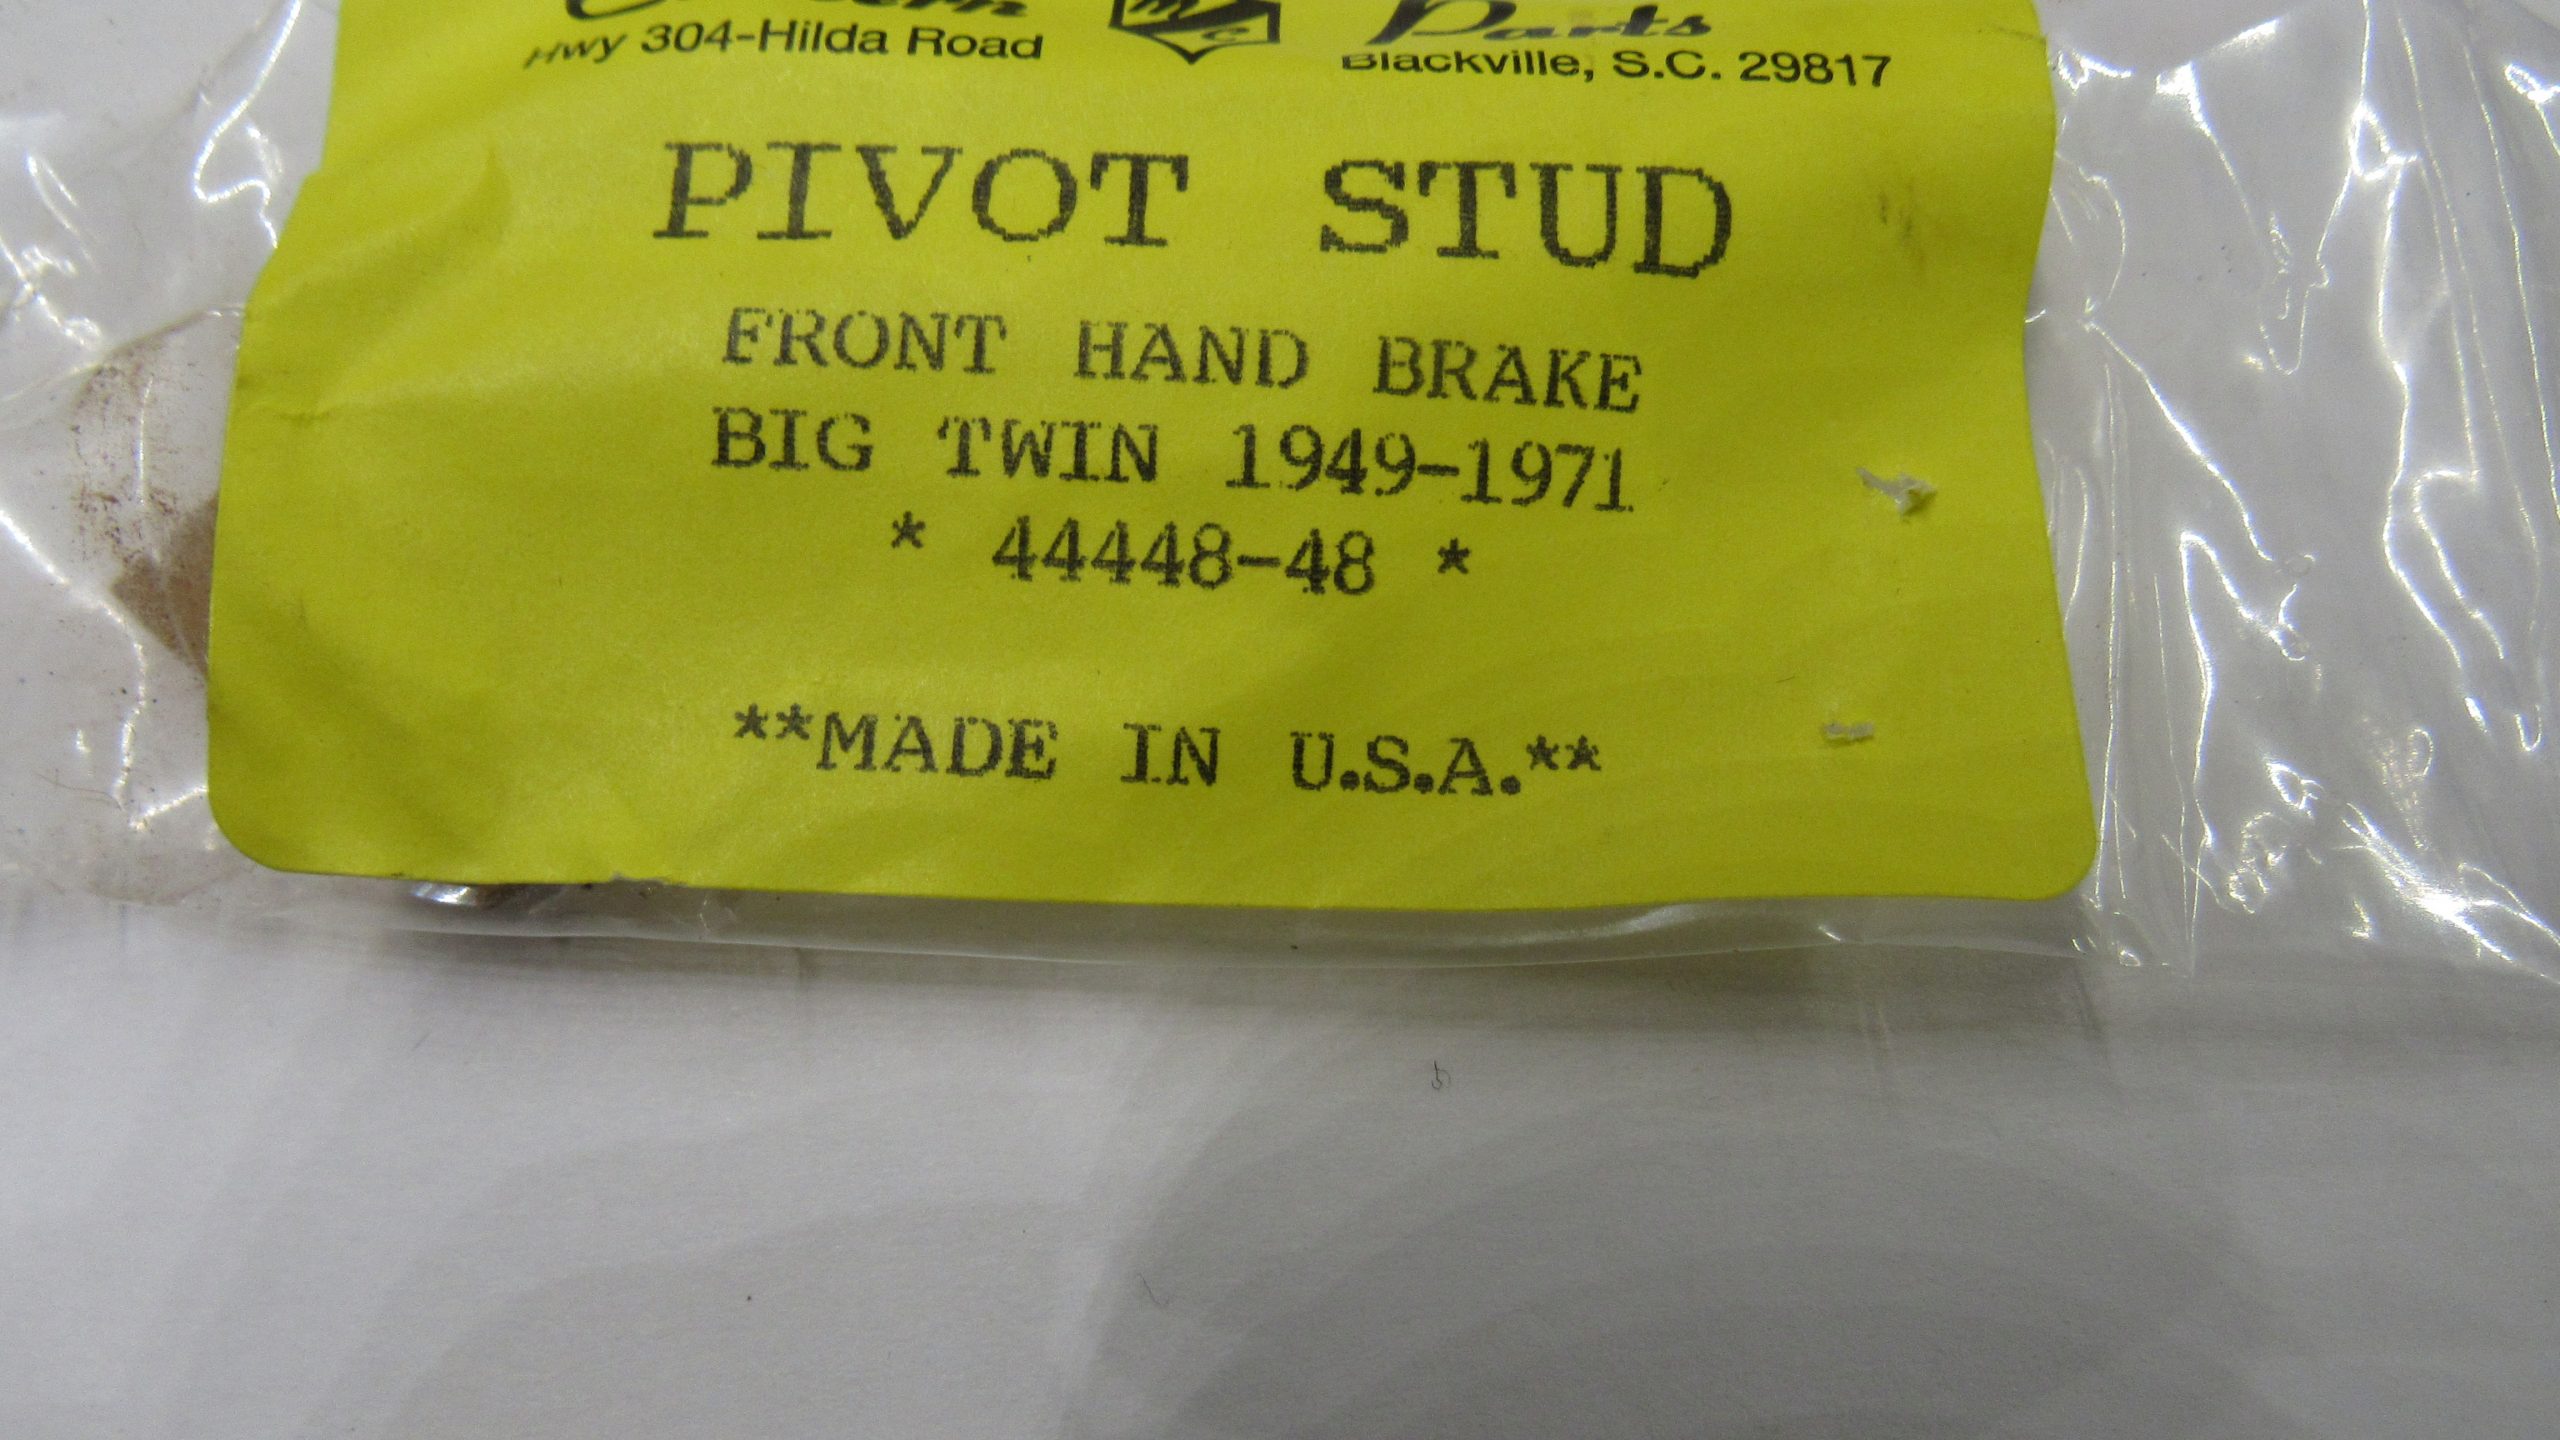 Parts
Hwy 304-Hilda Road
Blackville, S.C. 29817
PIVOT STUD
FRONT HAND BRAKE
BIG TWIN 1949-1971
* 44448-48 *
**MADE IN U.S.A.**